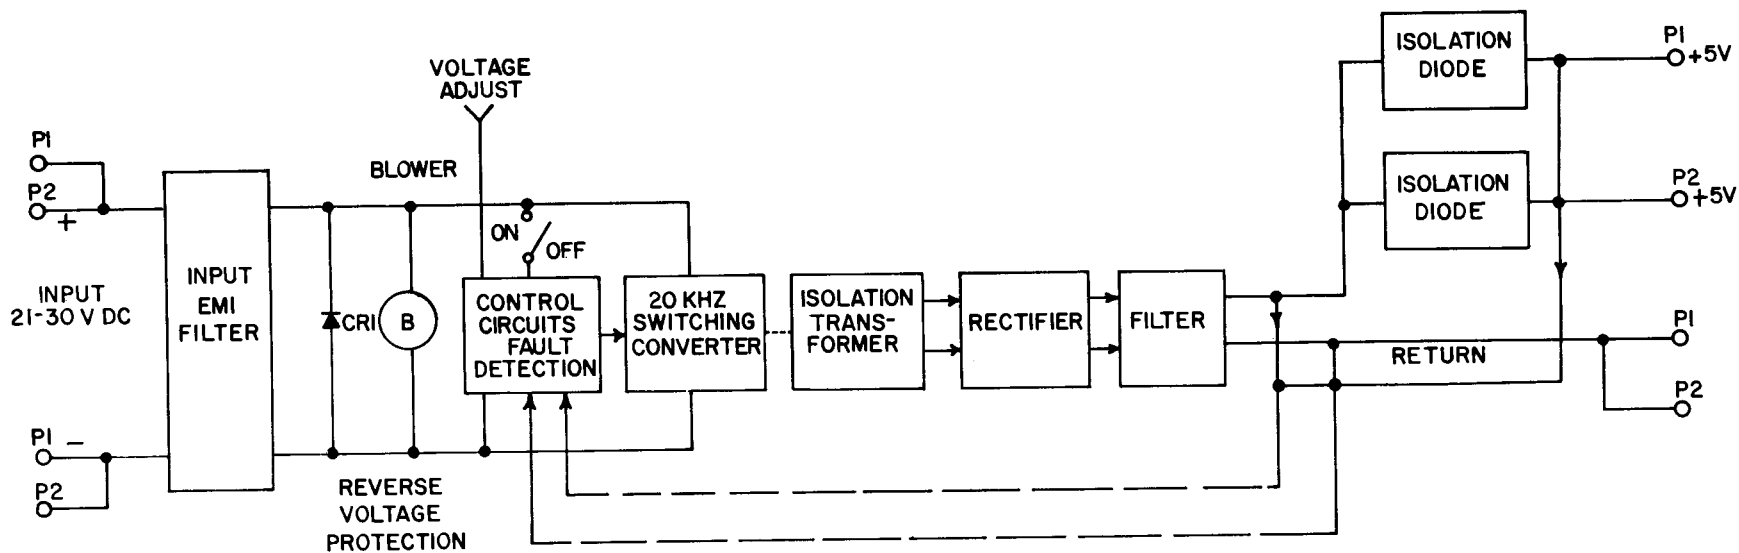 VOLTAGE
ADJUST
P1
P2
+
INPUT
21-30 V DC
P1 –
P2
INPUT
EMI
FILTER
BLOWER
CR1
B
REVERSE
VOLTAGE
PROTECTION
ON
OFF
CONTROL
CIRCUITS
FAULT
DETECTION
20 KHZ
SWITCHING
CONVERTER
ISOLATION
TRANS-
FORMER
RECTIFIER
FILTER
ISOLATION
DIODE
ISOLATION
DIODE
P1
+5V
P2
+5V
RETURN
P1
P2